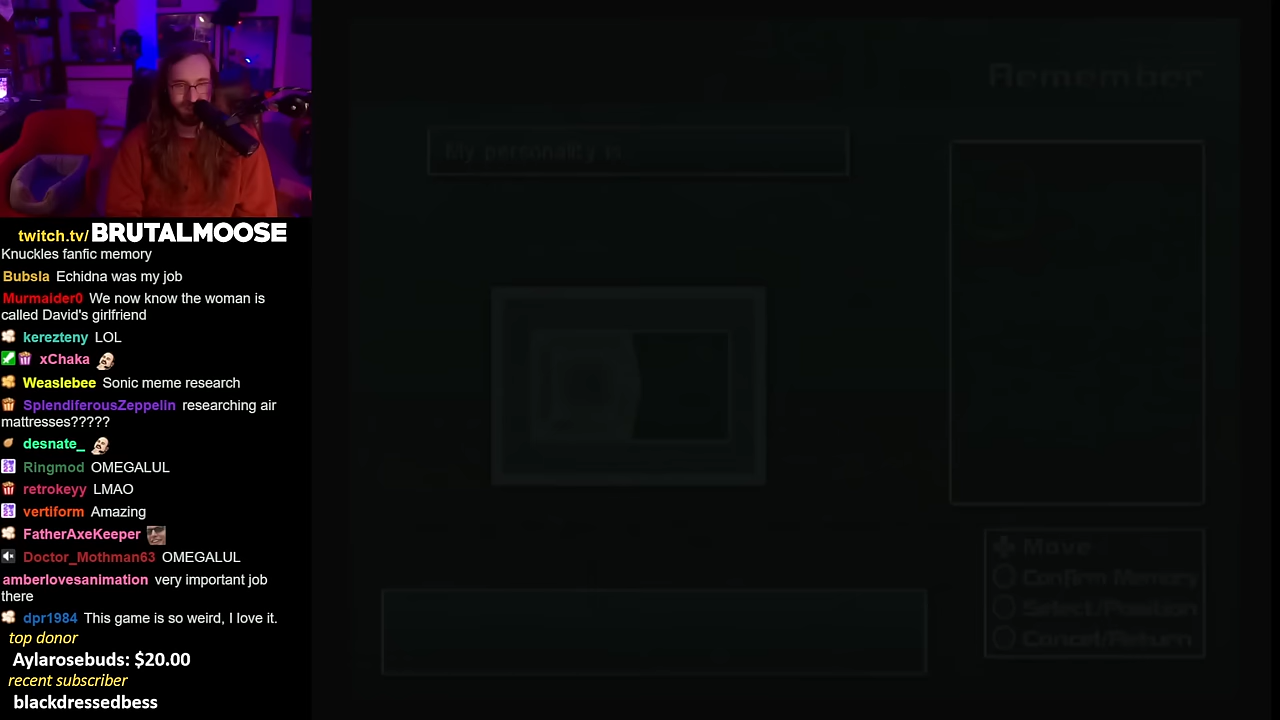 twitch.tv/BRUTALMOOSE
Knuckles fanfic memory
Bubsla Echidna was my job
Murmaider0 We now know the woman is
called David's girlfriend
kerezteny LOL
xChaka
Weaslebee Sonic meme research
SplendiferousZeppelin researching air
mattresses?????
desnate_
Ringmod OMEGALUL
retrokeyy LMAO
vertiform Amazing
FatherAxeKeeper
Doctor_Mothman63 OMEGALUL
amberlovesanimation very important job
there
dpr1984 This game is so weird, I love it.
top donor
Aylarosebuds: $20.00
recent subscriber
blackdressedbess
Remember
My personality is
Move
Confirm Memory
Select/Position
Cancel/Return